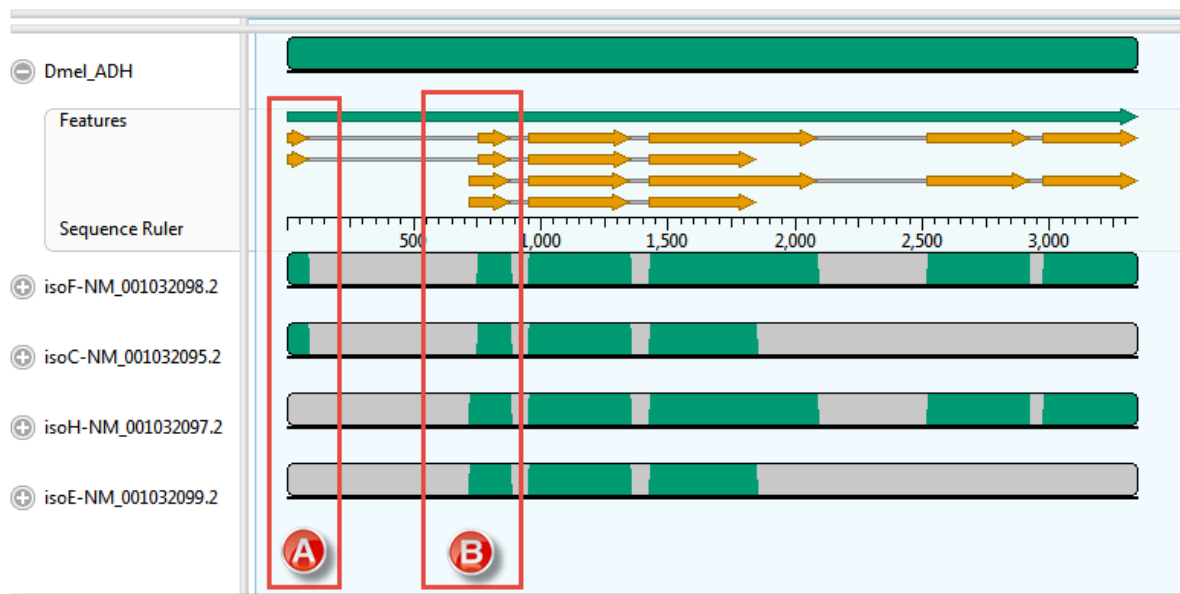 Dmel_ADH
Features
Sequence Ruler
500 1,000 1,500 2,000 2,500 3,000
isoF-NM_001032098.2
isoC-NM_001032095.2
isoH-NM_001032097.2
isoE-NM_001032099.2
A B